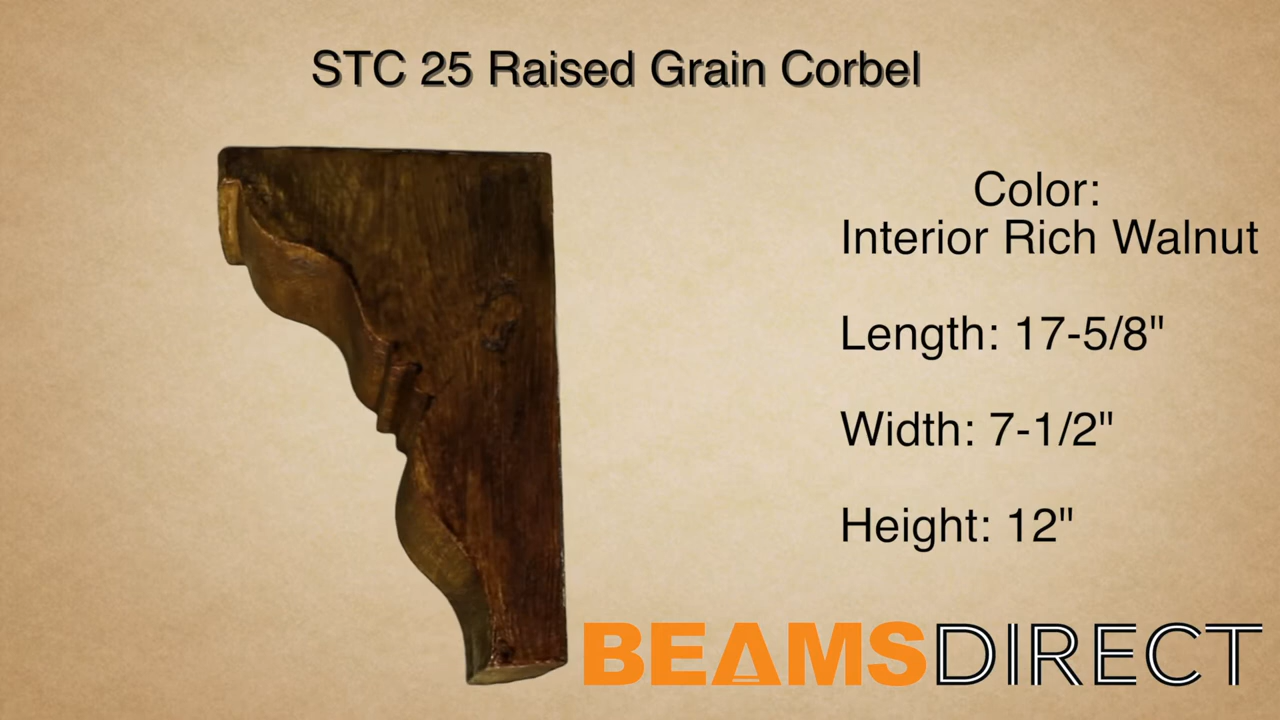 STC 25 Raised Grain Corbel
Color:
Interior Rich Walnut
Length: 17-5/8"
Width: 7-1/2"
Height: 12"
BEAMSDIRECT